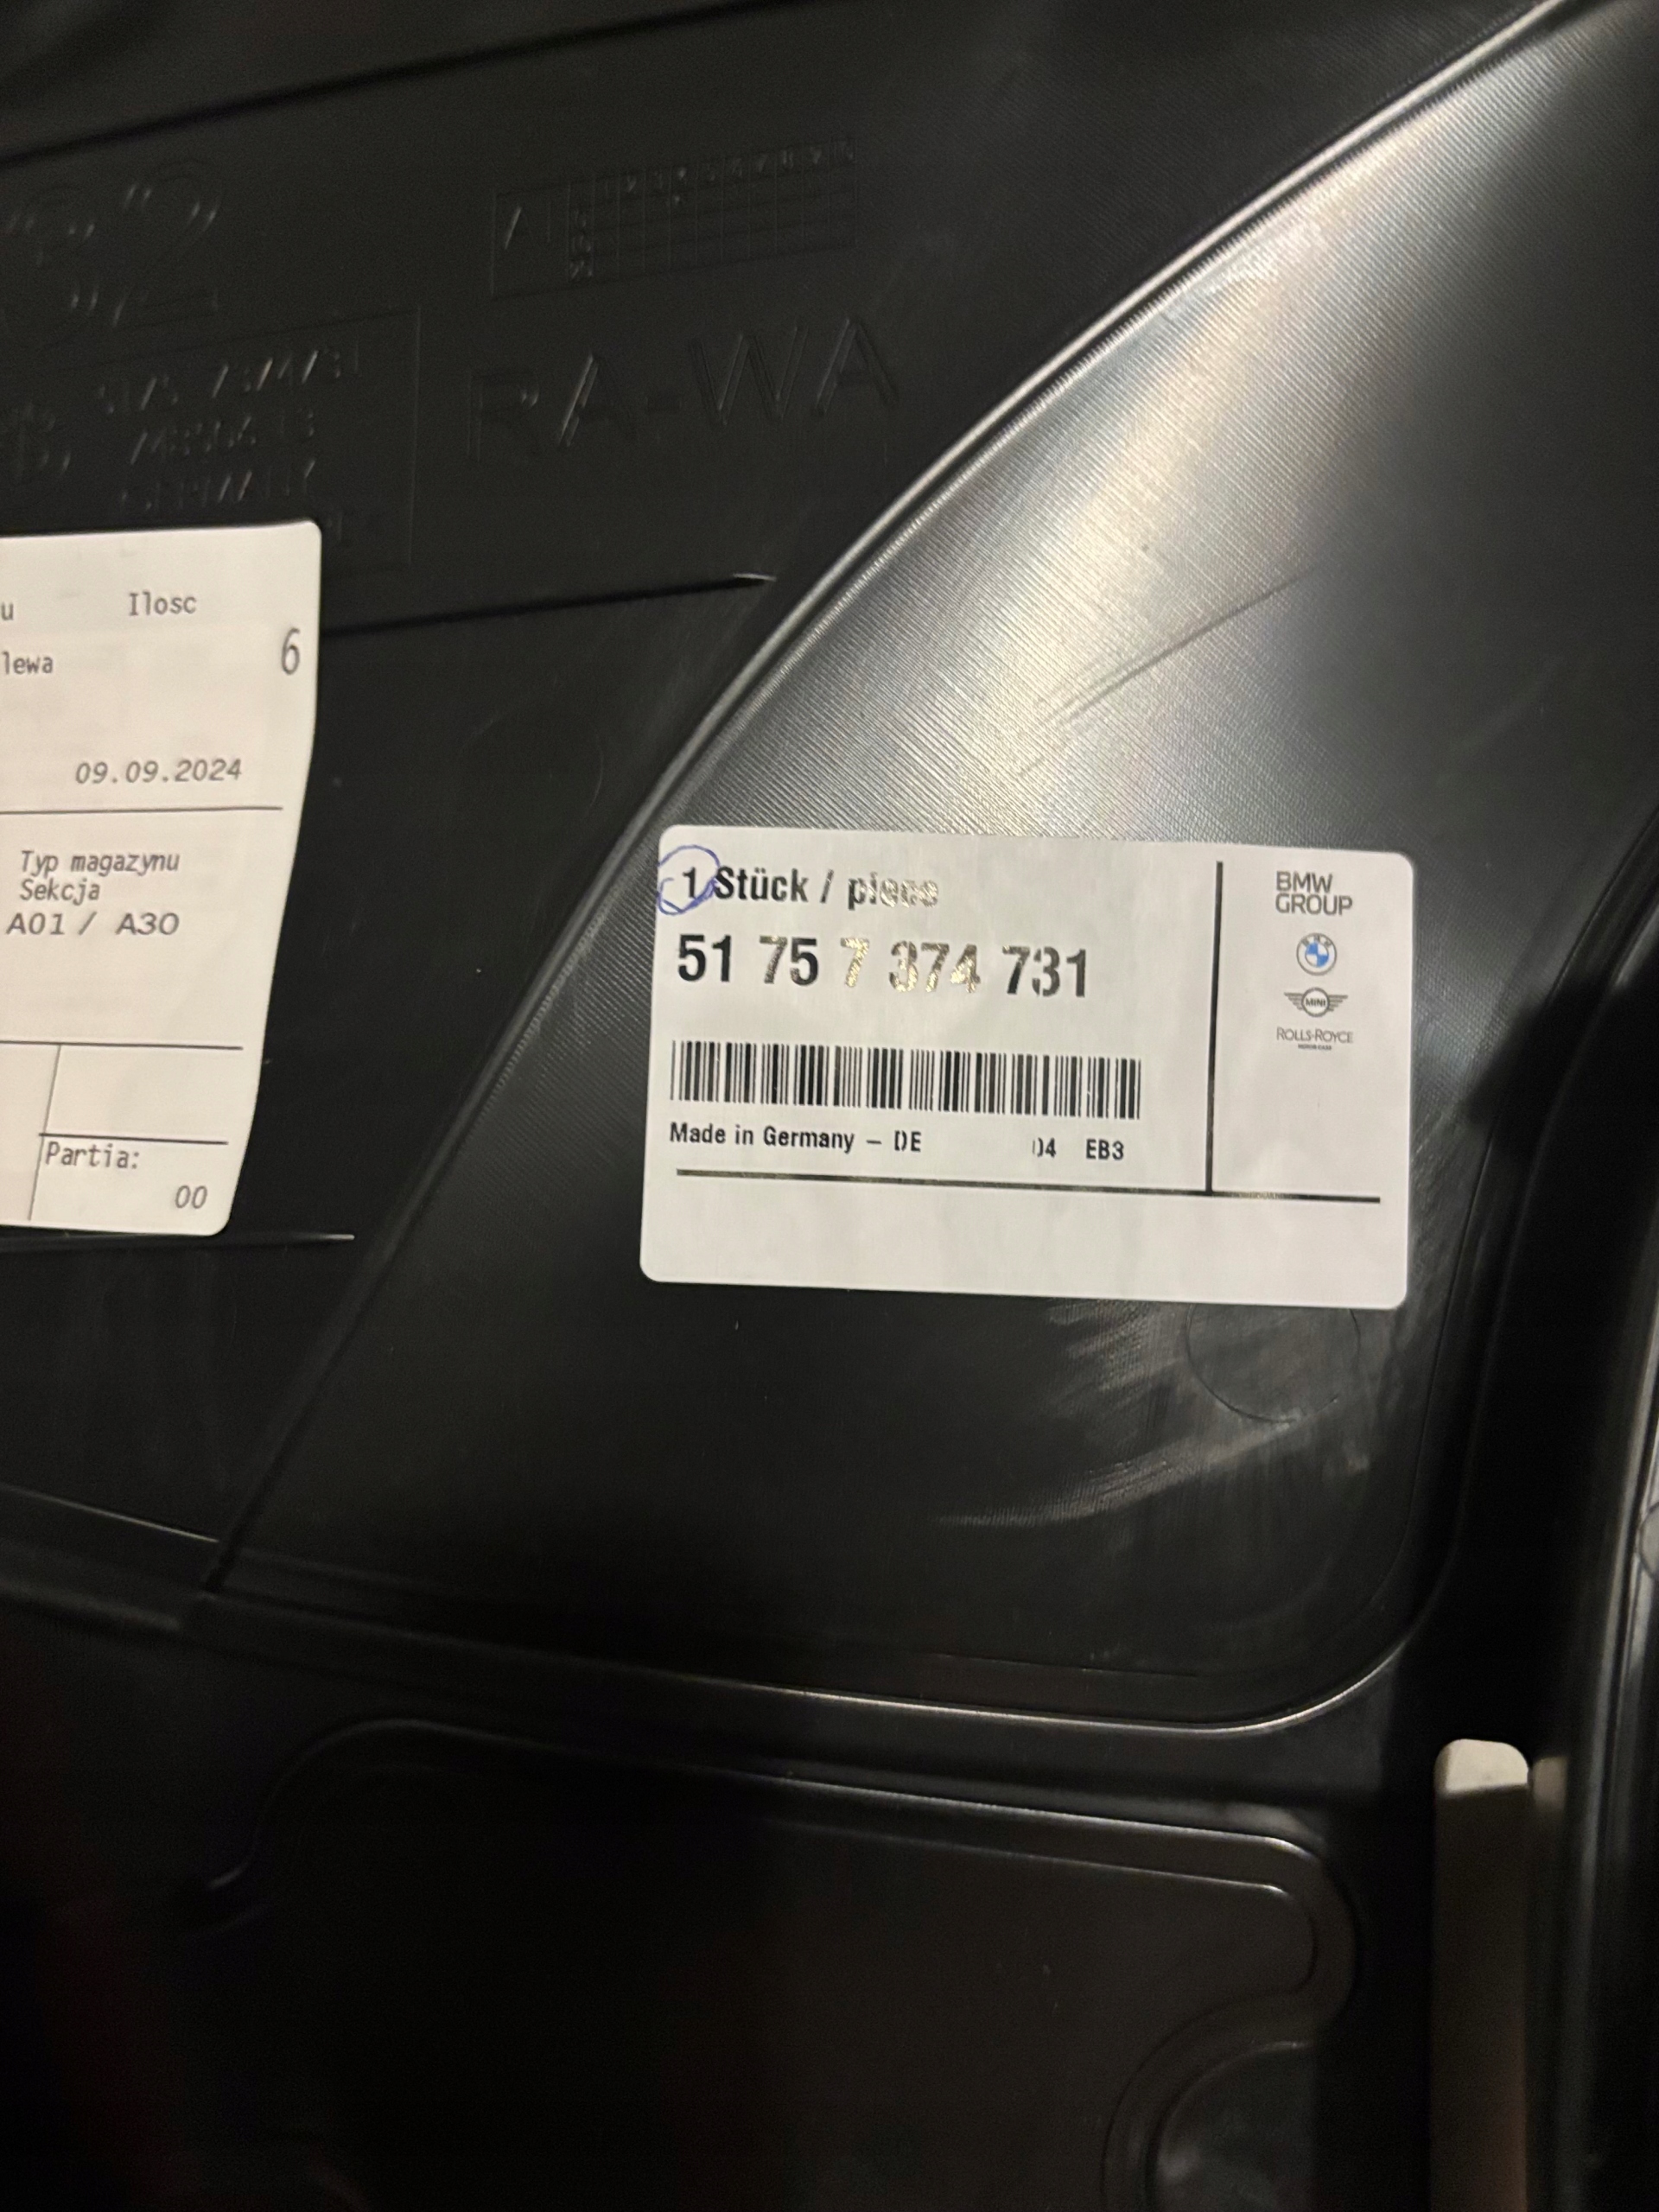 RA-WA
u Ilosc
lewa 6
09.09.2024
Typ magazynu
Sekcja
A01 / A30
Partia:
00
1 Stück / piece
51 75 7 374 731
Made in Germany – DE 04 EB3
BMW
GROUP
MINI
ROLLS-ROYCE